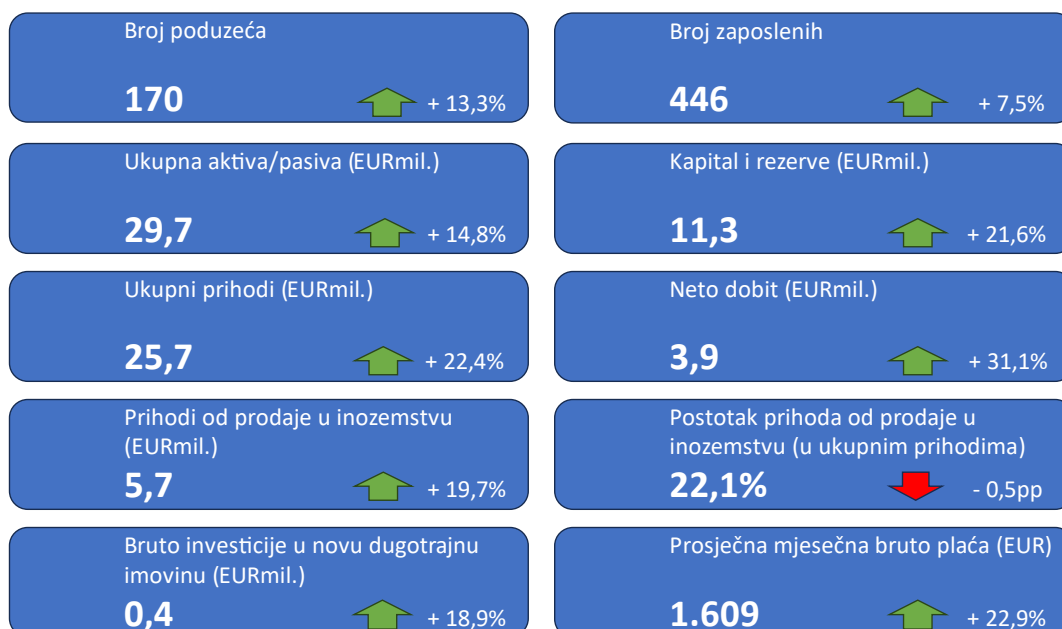 Broj poduzeća
170 + 13,3%
Broj zaposlenih
446 + 7,5%
Ukupna aktiva/pasiva (EURmil.)
29,7 + 14,8%
Kapital i rezerve (EURmil.)
11,3 + 21,6%
Ukupni prihodi (EURmil.)
25,7 + 22,4%
Neto dobit (EURmil.)
3,9 + 31,1%
Prihodi od prodaje u inozemstvu
(EURmil.)
5,7 + 19,7%
Postotak prihoda od prodaje u
inozemstvu (u ukupnim prihodima)
22,1% - 0,5pp
Bruto investicije u novu dugotrajnu
imovinu (EURmil.)
0,4 + 18,9%
Prosječna mjesečna bruto plaća (EUR)
1.609 + 22,9%